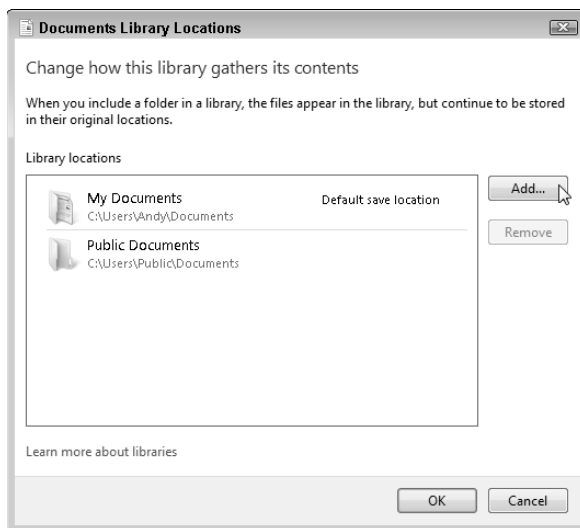 Documents Library Locations
Change how this library gathers its contents
When you include a folder in a library, the files appear in the library, but continue to be stored
in their original locations.
Library locations
My Documents Default save location
C:\Users\Andy\Documents
Public Documents
C:\Users\Public\Documents
Add...
Remove
Learn more about libraries
OK Cancel